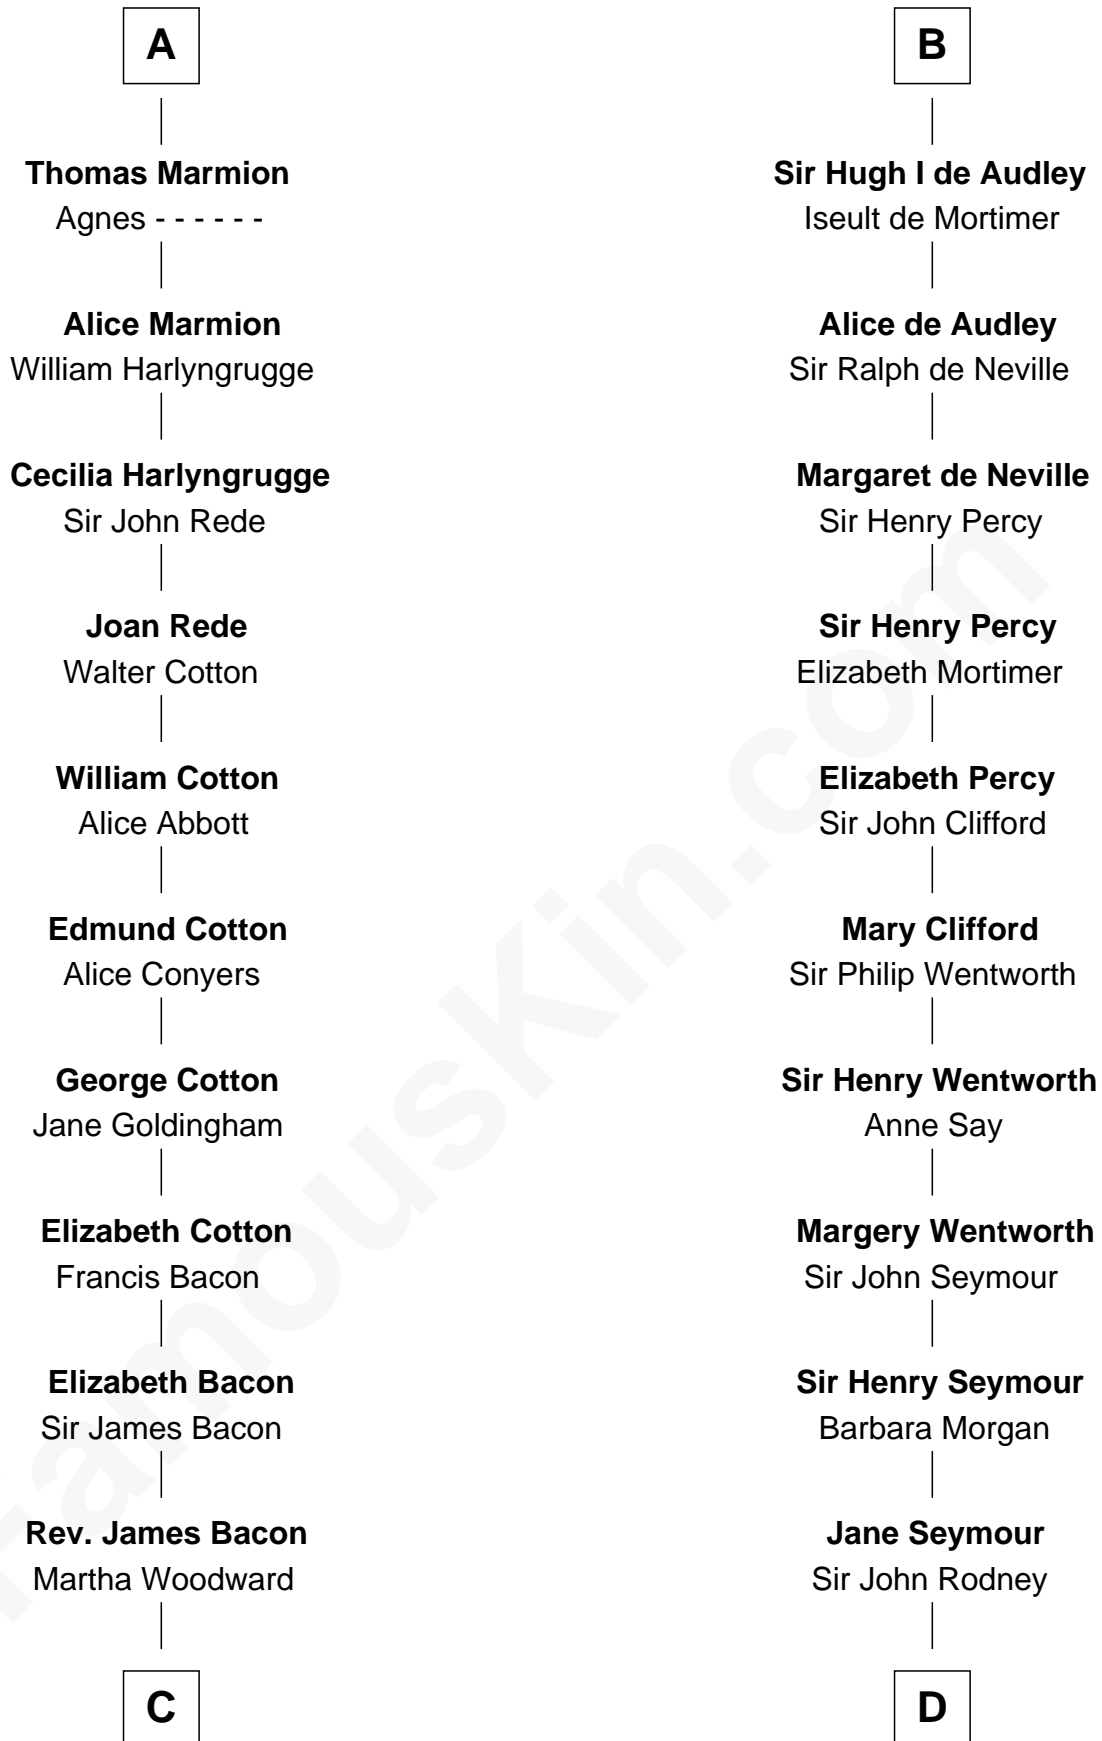 A
Thomas Marmion
Agnes - - - - - -
Alice Marmion
William Harlyngrugge
Cecilia Harlyngrugge
Sir John Rede
Joan Rede
Walter Cotton
William Cotton
Alice Abbott
Edmund Cotton
Alice Conyers
George Cotton
Jane Goldingham
Elizabeth Cotton
Francis Bacon
Elizabeth Bacon
Sir James Bacon
Rev. James Bacon
Martha Woodward
C
B
Sir Hugh I de Audley
Iseult de Mortimer
Alice de Audley
Sir Ralph de Neville
Margaret de Neville
Sir Henry Percy
Sir Henry Percy
Elizabeth Mortimer
Elizabeth Percy
Sir John Clifford
Mary Clifford
Sir Philip Wentworth
Sir Henry Wentworth
Anne Say
Margery Wentworth
Sir John Seymour
Sir Henry Seymour
Barbara Morgan
Jane Seymour
Sir John Rodney
D
FamousKin.com